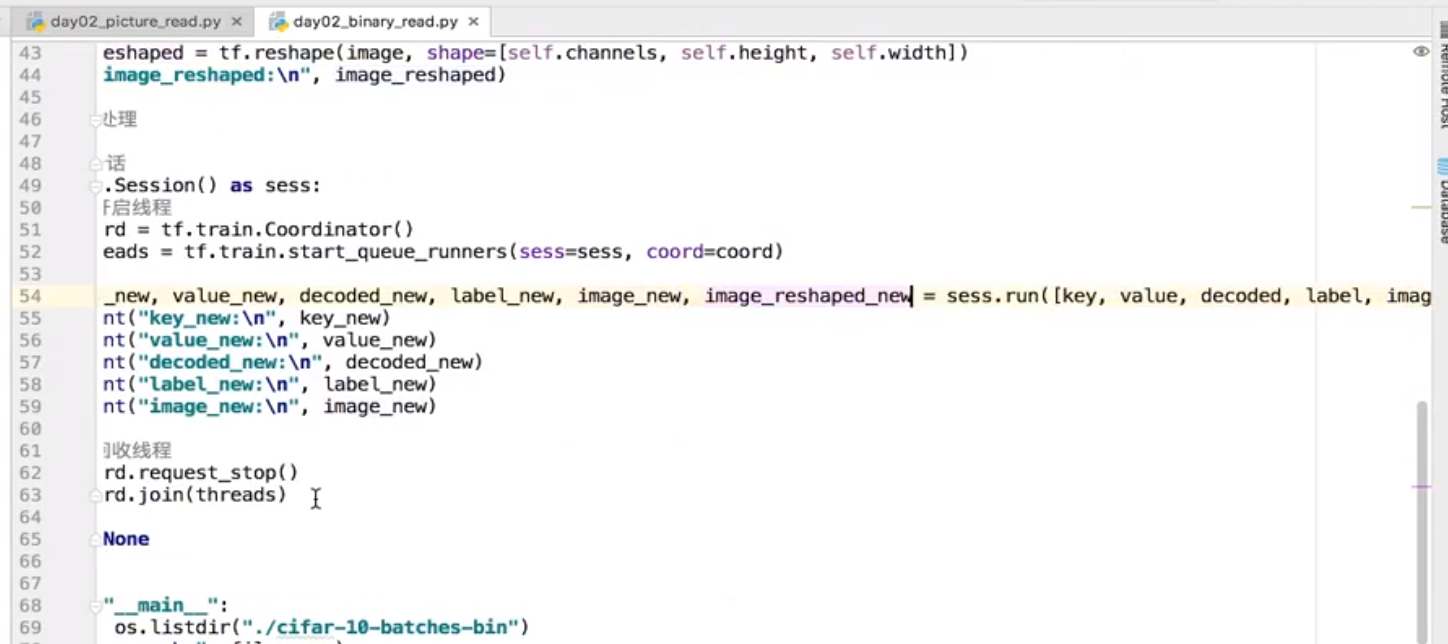 day02_picture_read.py
day02_binary_read.py
43 eshaped = tf.reshape(image, shape=[self.channels, self.height, self.width])
44 image_reshaped:\n", image_reshaped)
45
46 处理
47
48 话
49 .Session() as sess:
50 启线程
51 rd = tf.train.Coordinator()
52 eads = tf.train.start_queue_runners(sess=sess, coord=coord)
53
54 _new, value_new, decoded_new, label_new, image_new, image_reshaped_new = sess.run([key, value, decoded, label, imag
55 nt("key_new:\n", key_new)
56 nt("value_new:\n", value_new)
57 nt("decoded_new:\n", decoded_new)
58 nt("label_new:\n", label_new)
59 nt("image_new:\n", image_new)
60
61 收线程
62 rd.request_stop()
63 rd.join(threads)
64
65 None
66
67
68 "__main__":
69 os.listdir("./cifar-10-batches-bin")
Remote Host
Database